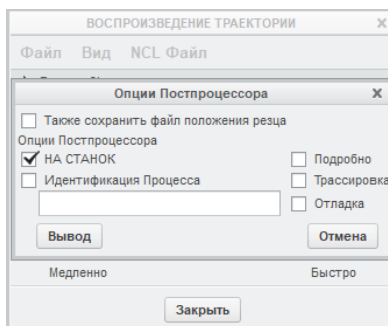 ВОСПРОИЗВЕДЕНИЕ ТРАЕКТОРИИ X
Файл Вид NCL Файл
Опции Постпроцессора X
Также сохранить файл положения резца
Опции Постпроцессора
НА СТАНОК Подробно
Идентификация Процесса Трассировка
Отладка
Вывод Отмена
Медленно Быстро
Закрыть